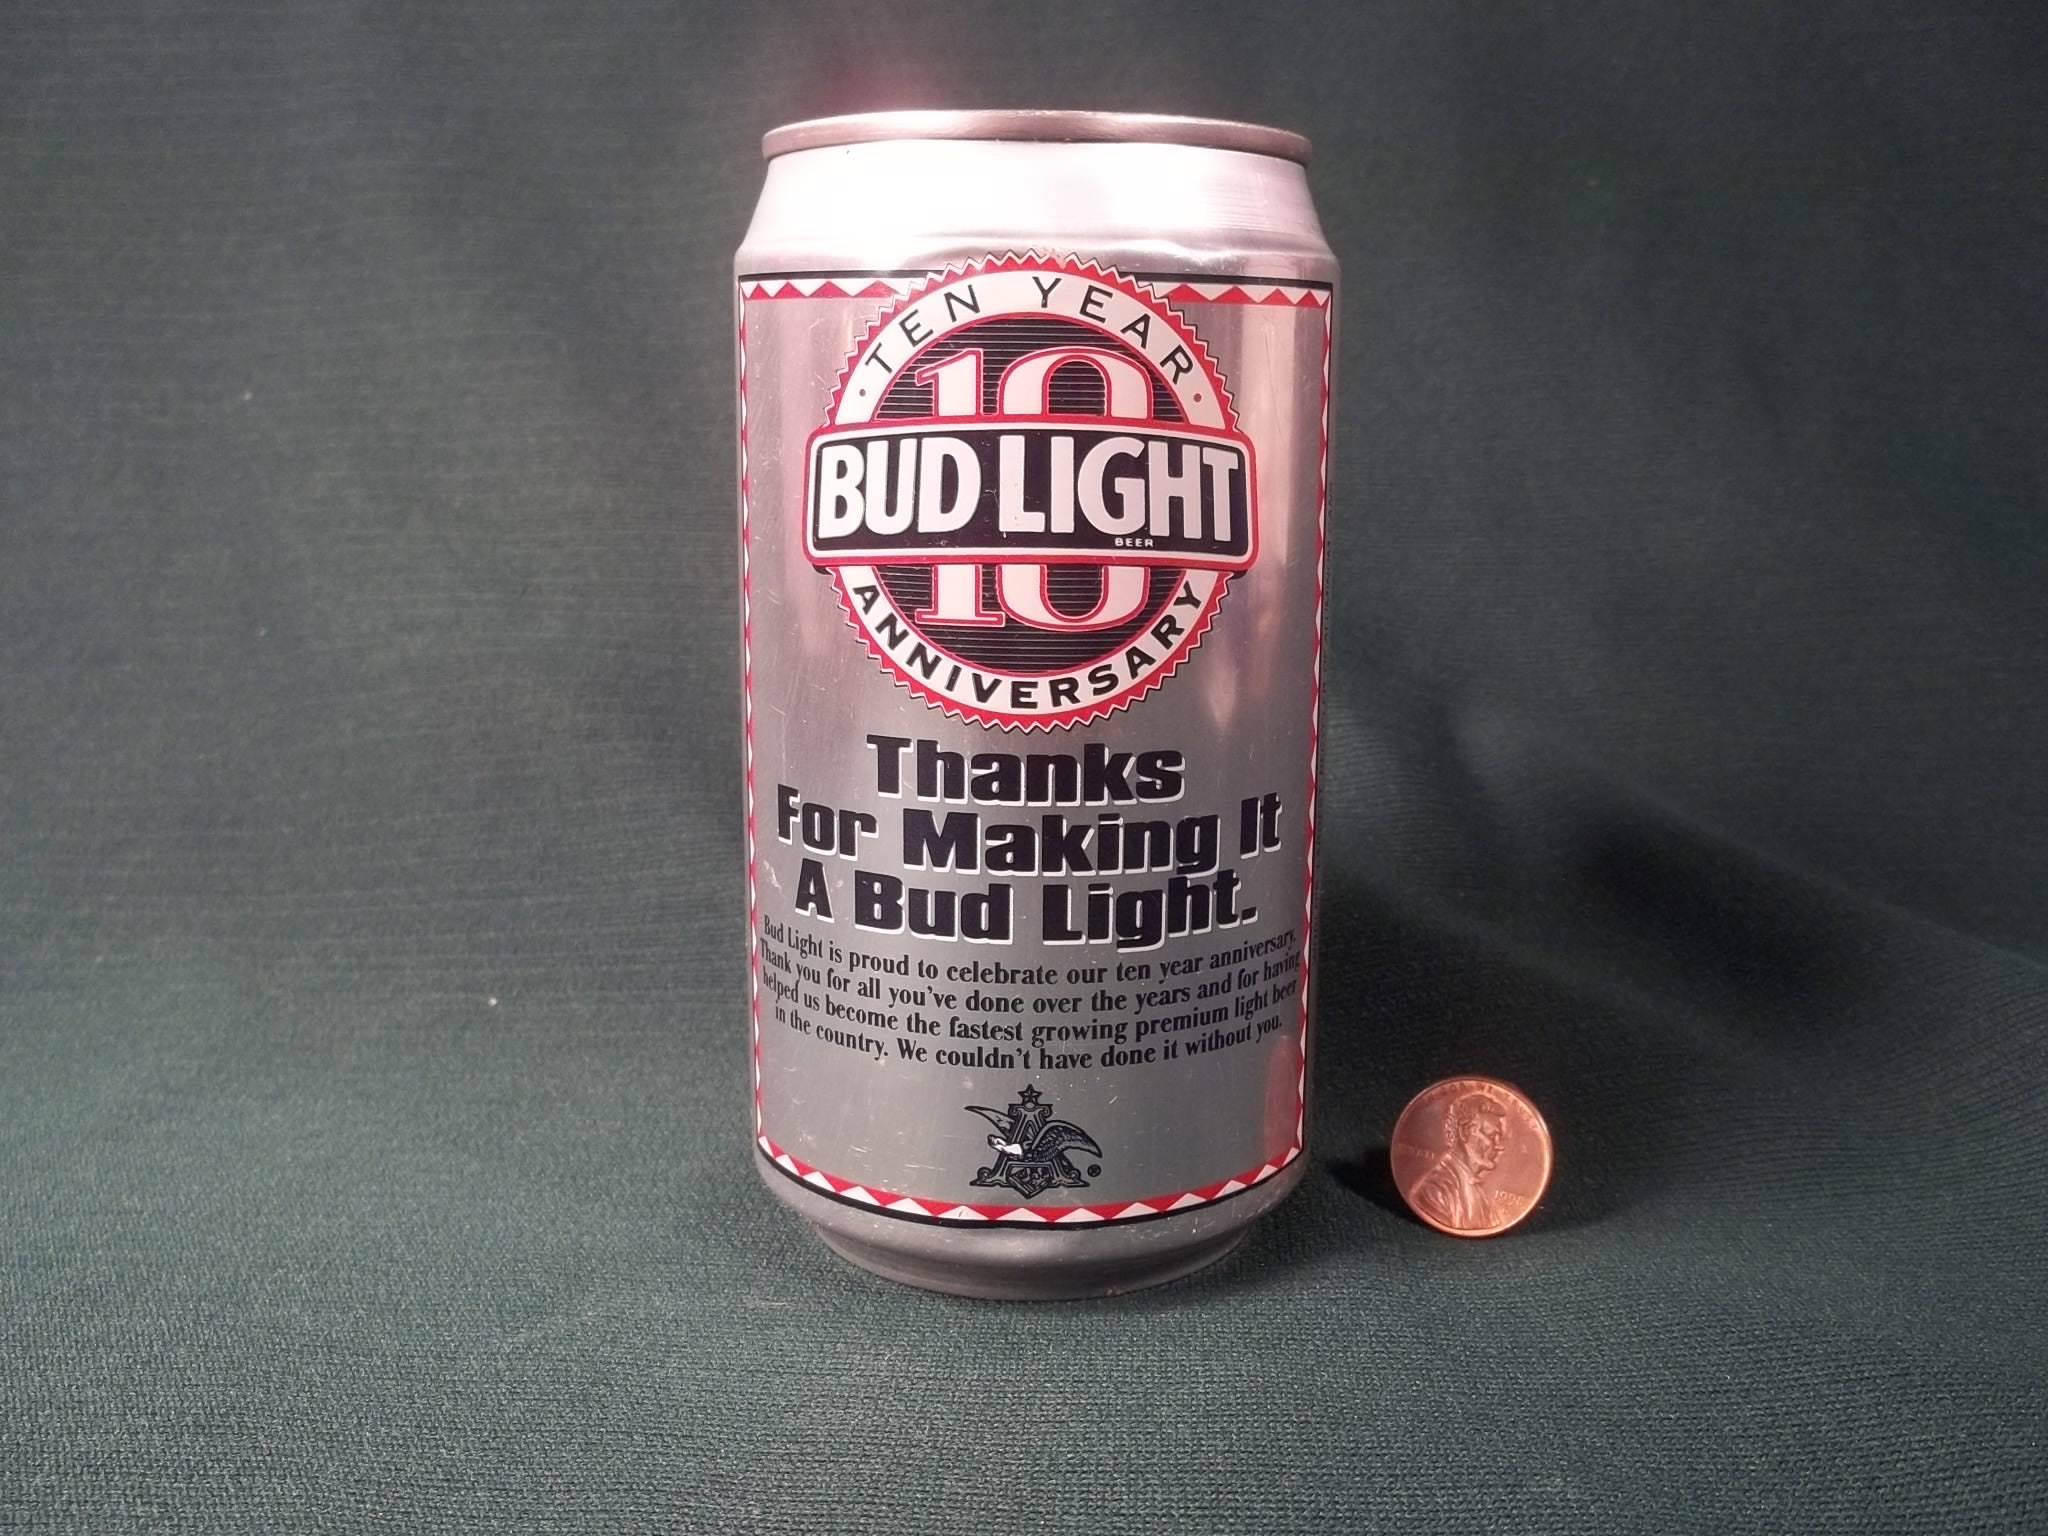 TEN YEAR
10
BUD LIGHT
BEER
ANNIVERSARY
Thanks
For Making It
A Bud Light.
Bud Light is proud to celebrate our ten year anniversary.
Thank you for all you've done over the years and for having
helped us become the fastest growing premium light beer
in the country. We couldn't have done it without you.
A
®